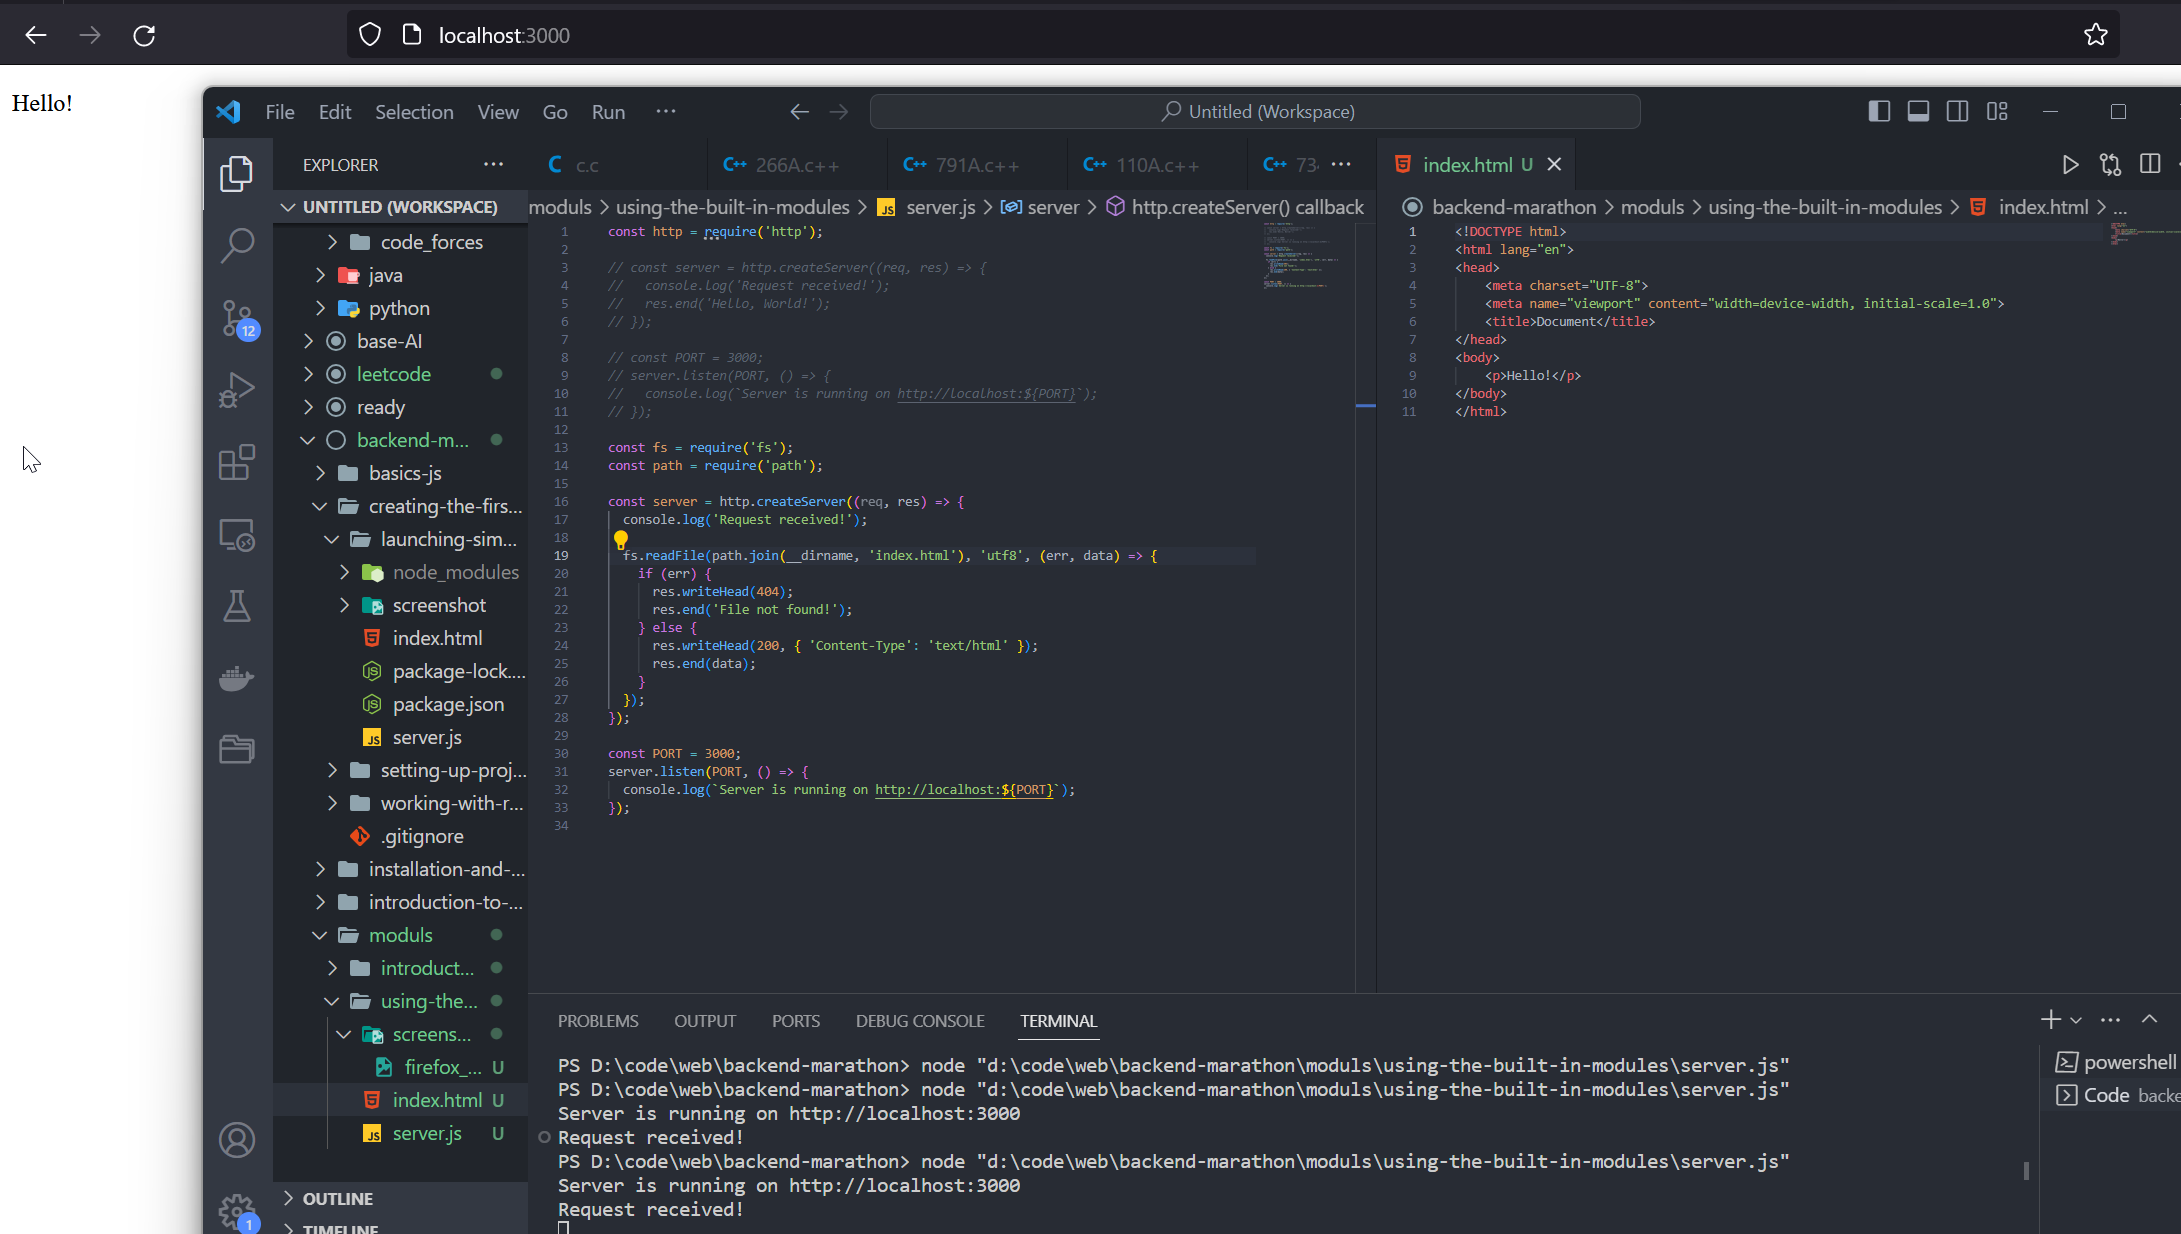 localhost:3000
Hello!
File Edit Selection View Go Run ···
Untitled (Workspace)
EXPLORER
UNTITLED (WORKSPACE)
code_forces
java
python
base-AI
leetcode
ready
backend-m...
basics-js
creating-the-firs...
launching-sim...
node_modules
screenshot
index.html
package-lock....
package.json
server.js
setting-up-proj...
working-with-r...
.gitignore
installation-and-...
introduction-to-...
moduls
introduct...
using-the...
screens...
firefox_... U
index.html U
server.js U
OUTLINE
TIMELINE
12
1
c.c
266A.c++
791A.c++
110A.c++
moduls > using-the-built-in-modules > server.js > server > http.createServer() callback
1 const http = require('http');
2
3 // const server = http.createServer((req, res) => {
4 //   console.log('Request received!');
5 //   res.end('Hello, World!');
6 // });
7
8 // const PORT = 3000;
9 // server.listen(PORT, () => {
10 //   console.log(`Server is running on http://localhost:${PORT}`);
11 // });
12
13 const fs = require('fs');
14 const path = require('path');
15
16 const server = http.createServer((req, res) => {
17   console.log('Request received!');
18
19   fs.readFile(path.join(__dirname, 'index.html'), 'utf8', (err, data) => {
20     if (err) {
21       res.writeHead(404);
22       res.end('File not found!');
23     } else {
24       res.writeHead(200, { 'Content-Type': 'text/html' });
25       res.end(data);
26     }
27   });
28 });
29
30 const PORT = 3000;
31 server.listen(PORT, () => {
32   console.log(`Server is running on http://localhost:${PORT}`);
33 });
34
index.html U
backend-marathon > moduls > using-the-built-in-modules > index.html > ...
1 <!DOCTYPE html>
2 <html lang="en">
3 <head>
4     <meta charset="UTF-8">
5     <meta name="viewport" content="width=device-width, initial-scale=1.0">
6     <title>Document</title>
7 </head>
8 <body>
9     <p>Hello!</p>
10 </body>
11 </html>
PROBLEMS OUTPUT PORTS DEBUG CONSOLE TERMINAL
PS D:\code\web\backend-marathon> node "d:\code\web\backend-marathon\moduls\using-the-built-in-modules\server.js"
PS D:\code\web\backend-marathon> node "d:\code\web\backend-marathon\moduls\using-the-built-in-modules\server.js"
Server is running on http://localhost:3000
Request received!
PS D:\code\web\backend-marathon> node "d:\code\web\backend-marathon\moduls\using-the-built-in-modules\server.js"
Server is running on http://localhost:3000
Request received!
powershell
Code backe